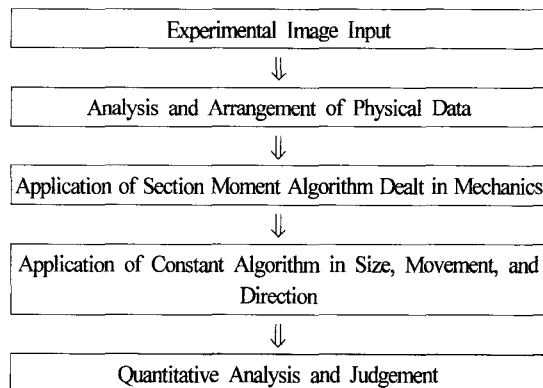 Experimental Image Input
⇓
Analysis and Arrangement of Physical Data
⇓
Application of Section Moment Algorithm Dealt in Mechanics
⇓
Application of Constant Algorithm in Size, Movement, and
Direction
⇓
Quantitative Analysis and Judgement